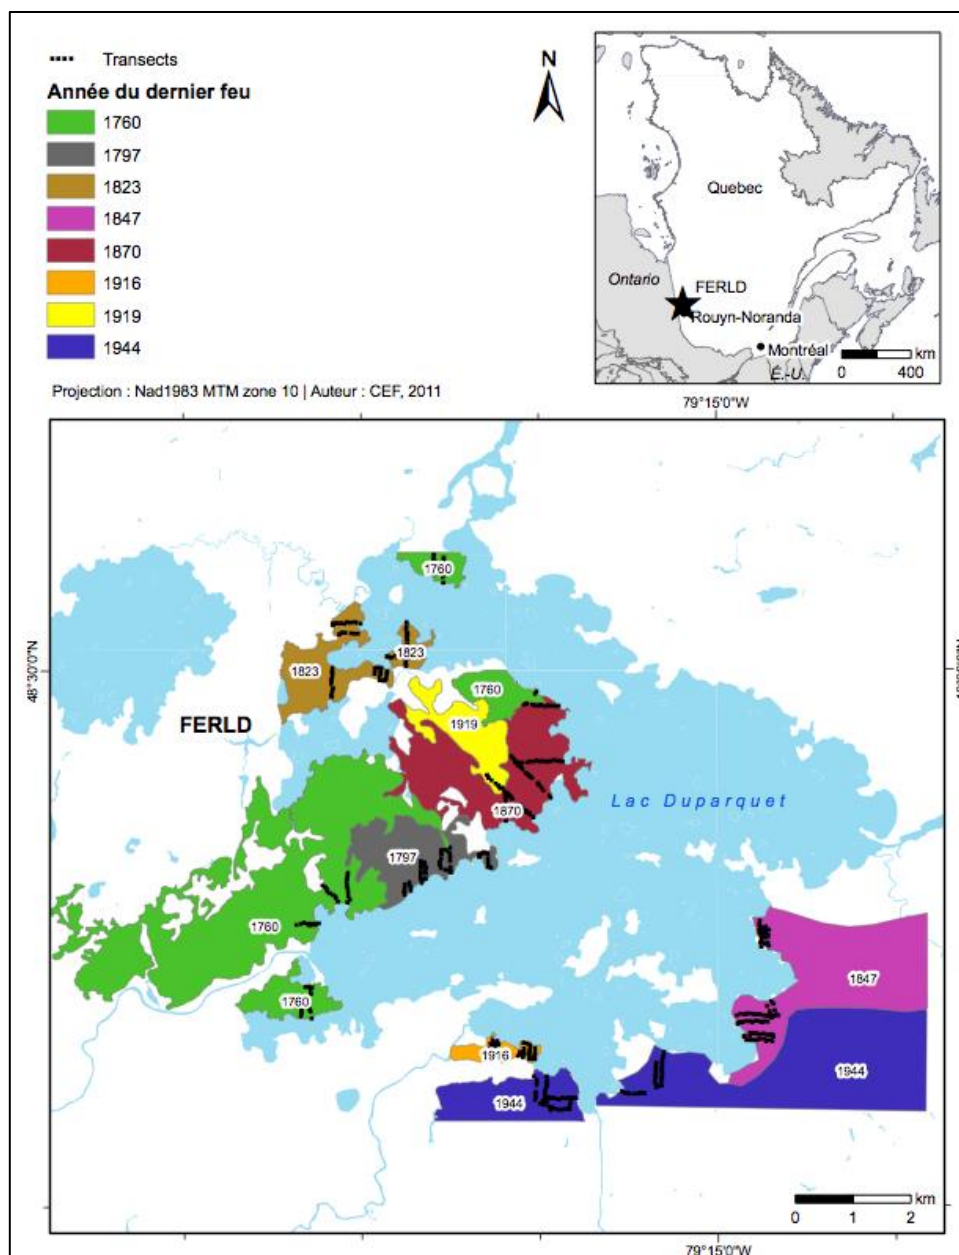 Transects
Année du dernier feu
1760
1797
1823
1847
1870
1916
1919
1944
Projection : Nad1983 MTM zone 10 | Auteur : CEF, 2011
N
Quebec
Ontario
FERLD
Rouyn-Noranda
Montréal
É.-U.
km
0 400
79°15'0"W
48°30'0"N
1760
1823
1823
1760
FERLD
1919
Lac Duparquet
1870
1797
1760
1847
1760
1916
1944
1944
km
0 1 2
79°15'0"W